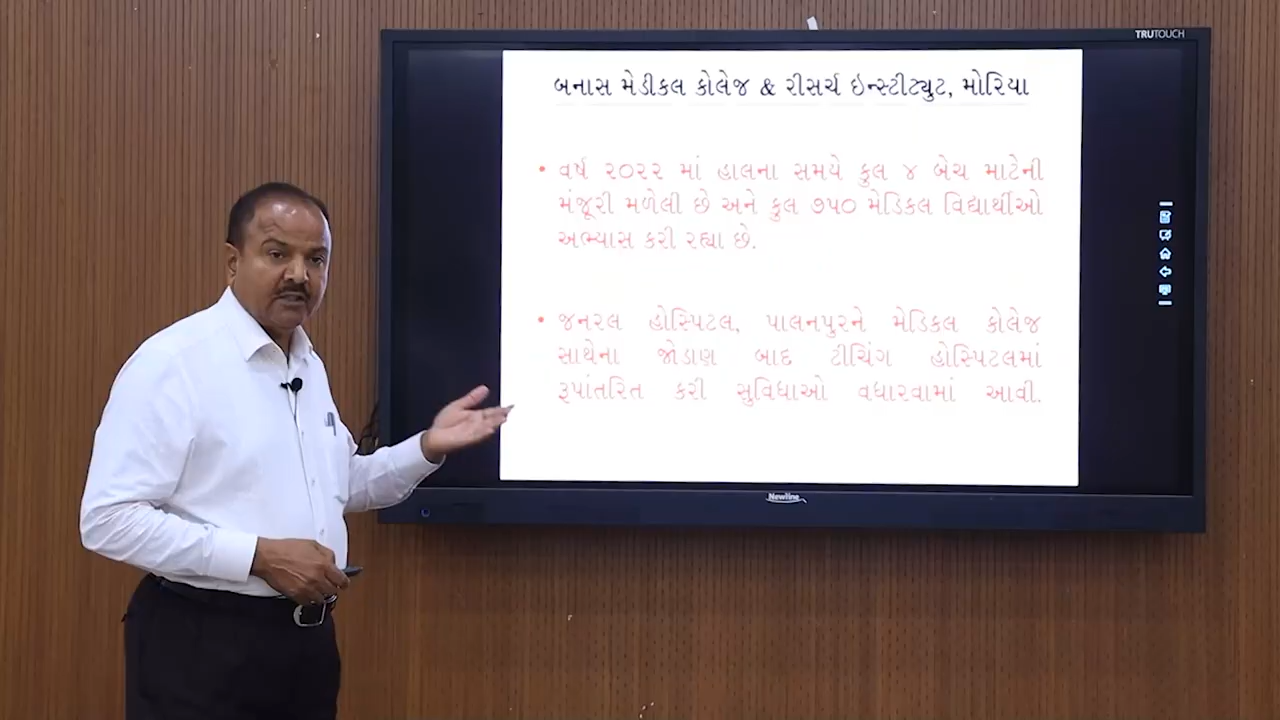 TRUTOUCH
બનાસ મેડીકલ કોલેજ & રીસર્ચ ઇન્સ્ટીટ્યુટ, મોરિયા
• વર્ષ ૨૦૨૨ માં હાલના સમયે કુલ ૪ બેચ માટેની
મંજૂરી મળેલી છે અને કુલ ૭૫૦ મેડિકલ વિદ્યાર્થીઓ
અભ્યાસ કરી રહ્યા છે.
• જનરલ હોસ્પિટલ, પાલનપુરને મેડિકલ કોલેજ
સાથેના જોડાણ બાદ ટીચિંગ હોસ્પિટલમાં
રૂપાંતરિત કરી સુવિધાઓ વધારવામાં આવી.
Newline